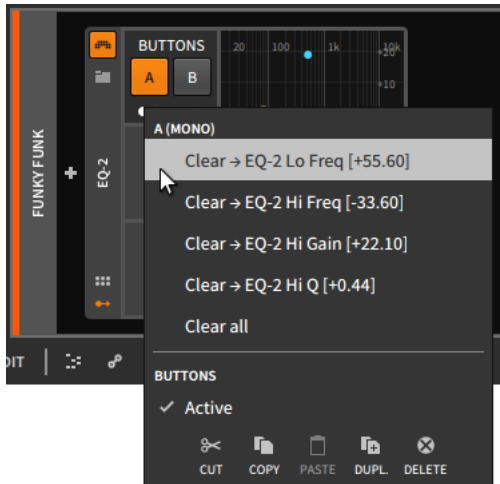 FUNKY FUNK
EQ-2
BUTTONS
A B
20 100 1k 10k
+20
+10
A (MONO)
Clear → EQ-2 Lo Freq [+55.60]
Clear → EQ-2 Hi Freq [-33.60]
Clear → EQ-2 Hi Gain [+22.10]
Clear → EQ-2 Hi Q [+0.44]
Clear all
BUTTONS
Active
CUT COPY PASTE DUPL. DELETE